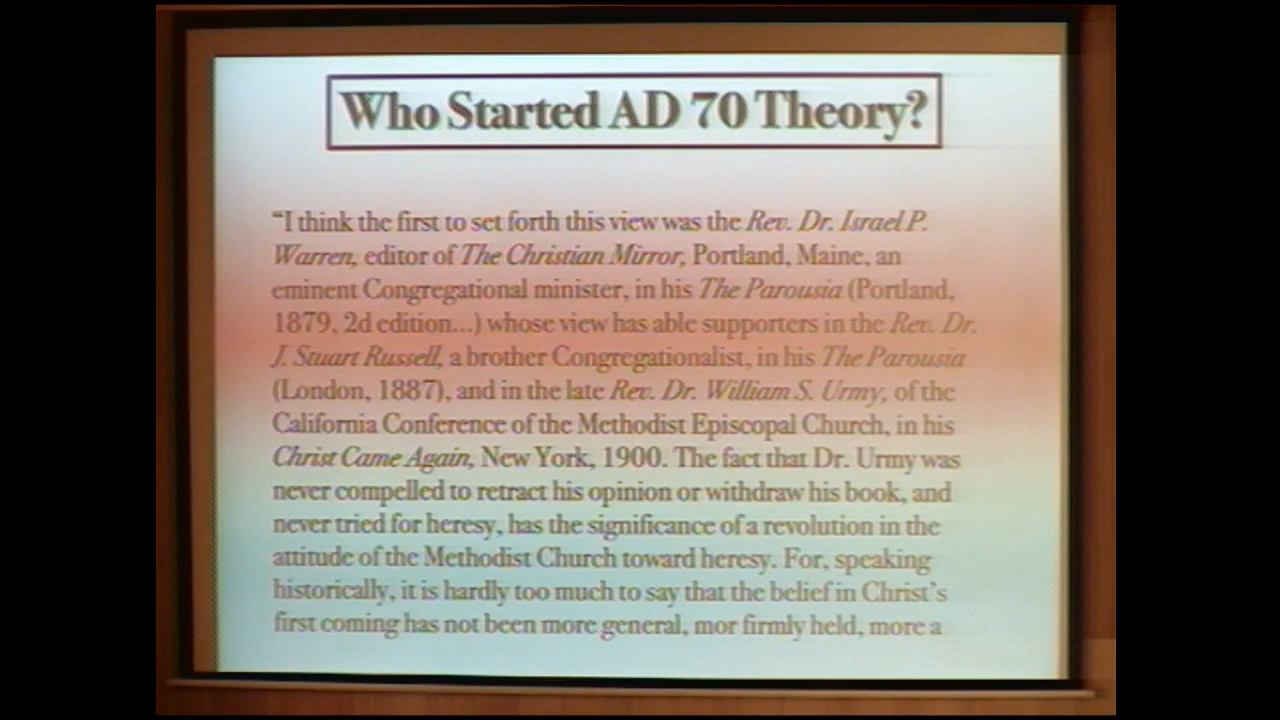 Who Started AD 70 Theory?
“I think the first to set forth this view was the Rev. Dr. Israel P.
Warren, editor of The Christian Mirror, Portland, Maine, an
eminent Congregational minister, in his The Parousia (Portland,
1879, 2d edition...) whose view has able supporters in the Rev. Dr.
J. Stuart Russell, a brother Congregationalist, in his The Parousia
(London, 1887), and in the late Rev. Dr. William S. Urmy, of the
California Conference of the Methodist Episcopal Church, in his
Christ Came Again, New York, 1900. The fact that Dr. Urmy was
never compelled to retract his opinion or withdraw his book, and
never tried for heresy, has the significance of a revolution in the
attitude of the Methodist Church toward heresy. For, speaking
historically, it is hardly too much to say that the belief in Christ’s
first coming has not been more general, mor firmly held, more a